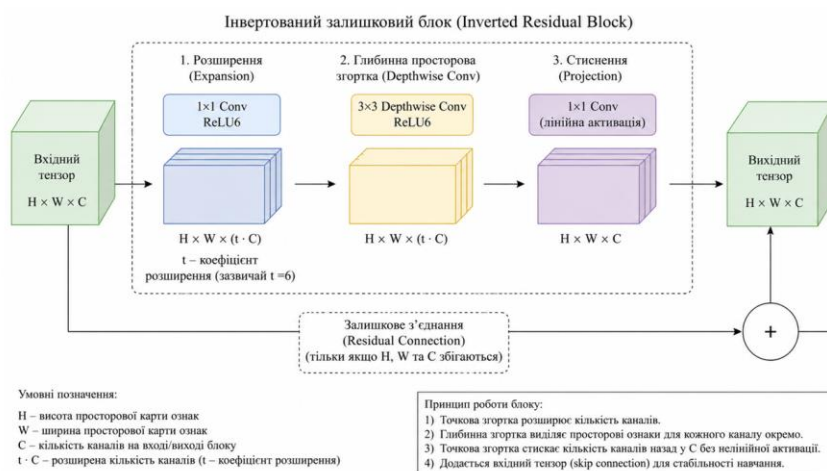 Інвертований залишковий блок (Inverted Residual Block)
1. Розширення
(Expansion)
2. Глибинна просторова
згортка (Depthwise Conv)
3. Стиснення
(Projection)
1×1 Conv
ReLU6
3×3 Depthwise Conv
ReLU6
1×1 Conv
(лінійна активація)
Вхідний
тензор
H × W × C
Вихідний
тензор
H × W × C
H × W × (t · C)
H × W × (t · C)
H × W × C
t – коефіцієнт
розширення (зазвичай t =6)
Залишкове з’єднання
(Residual Connection)
(тільки якщо H, W та C збігаються)
+
Умовні позначення:
H – висота просторової карти ознак
W – ширина просторової карти ознак
C – кількість каналів на вході/виході блоку
t · C – розширена кількість каналів (t – коефіцієнт розширення)
Принцип роботи блоку:
1) Точкова згортка розширює кількість каналів.
2) Глибинна згортка виділяє просторові ознаки для кожного каналу окремо.
3) Точкова згортка стискає кількість каналів назад у C без нелінійної активації.
4) Додається вхідний тензор (skip connection) для стабільності навчання.